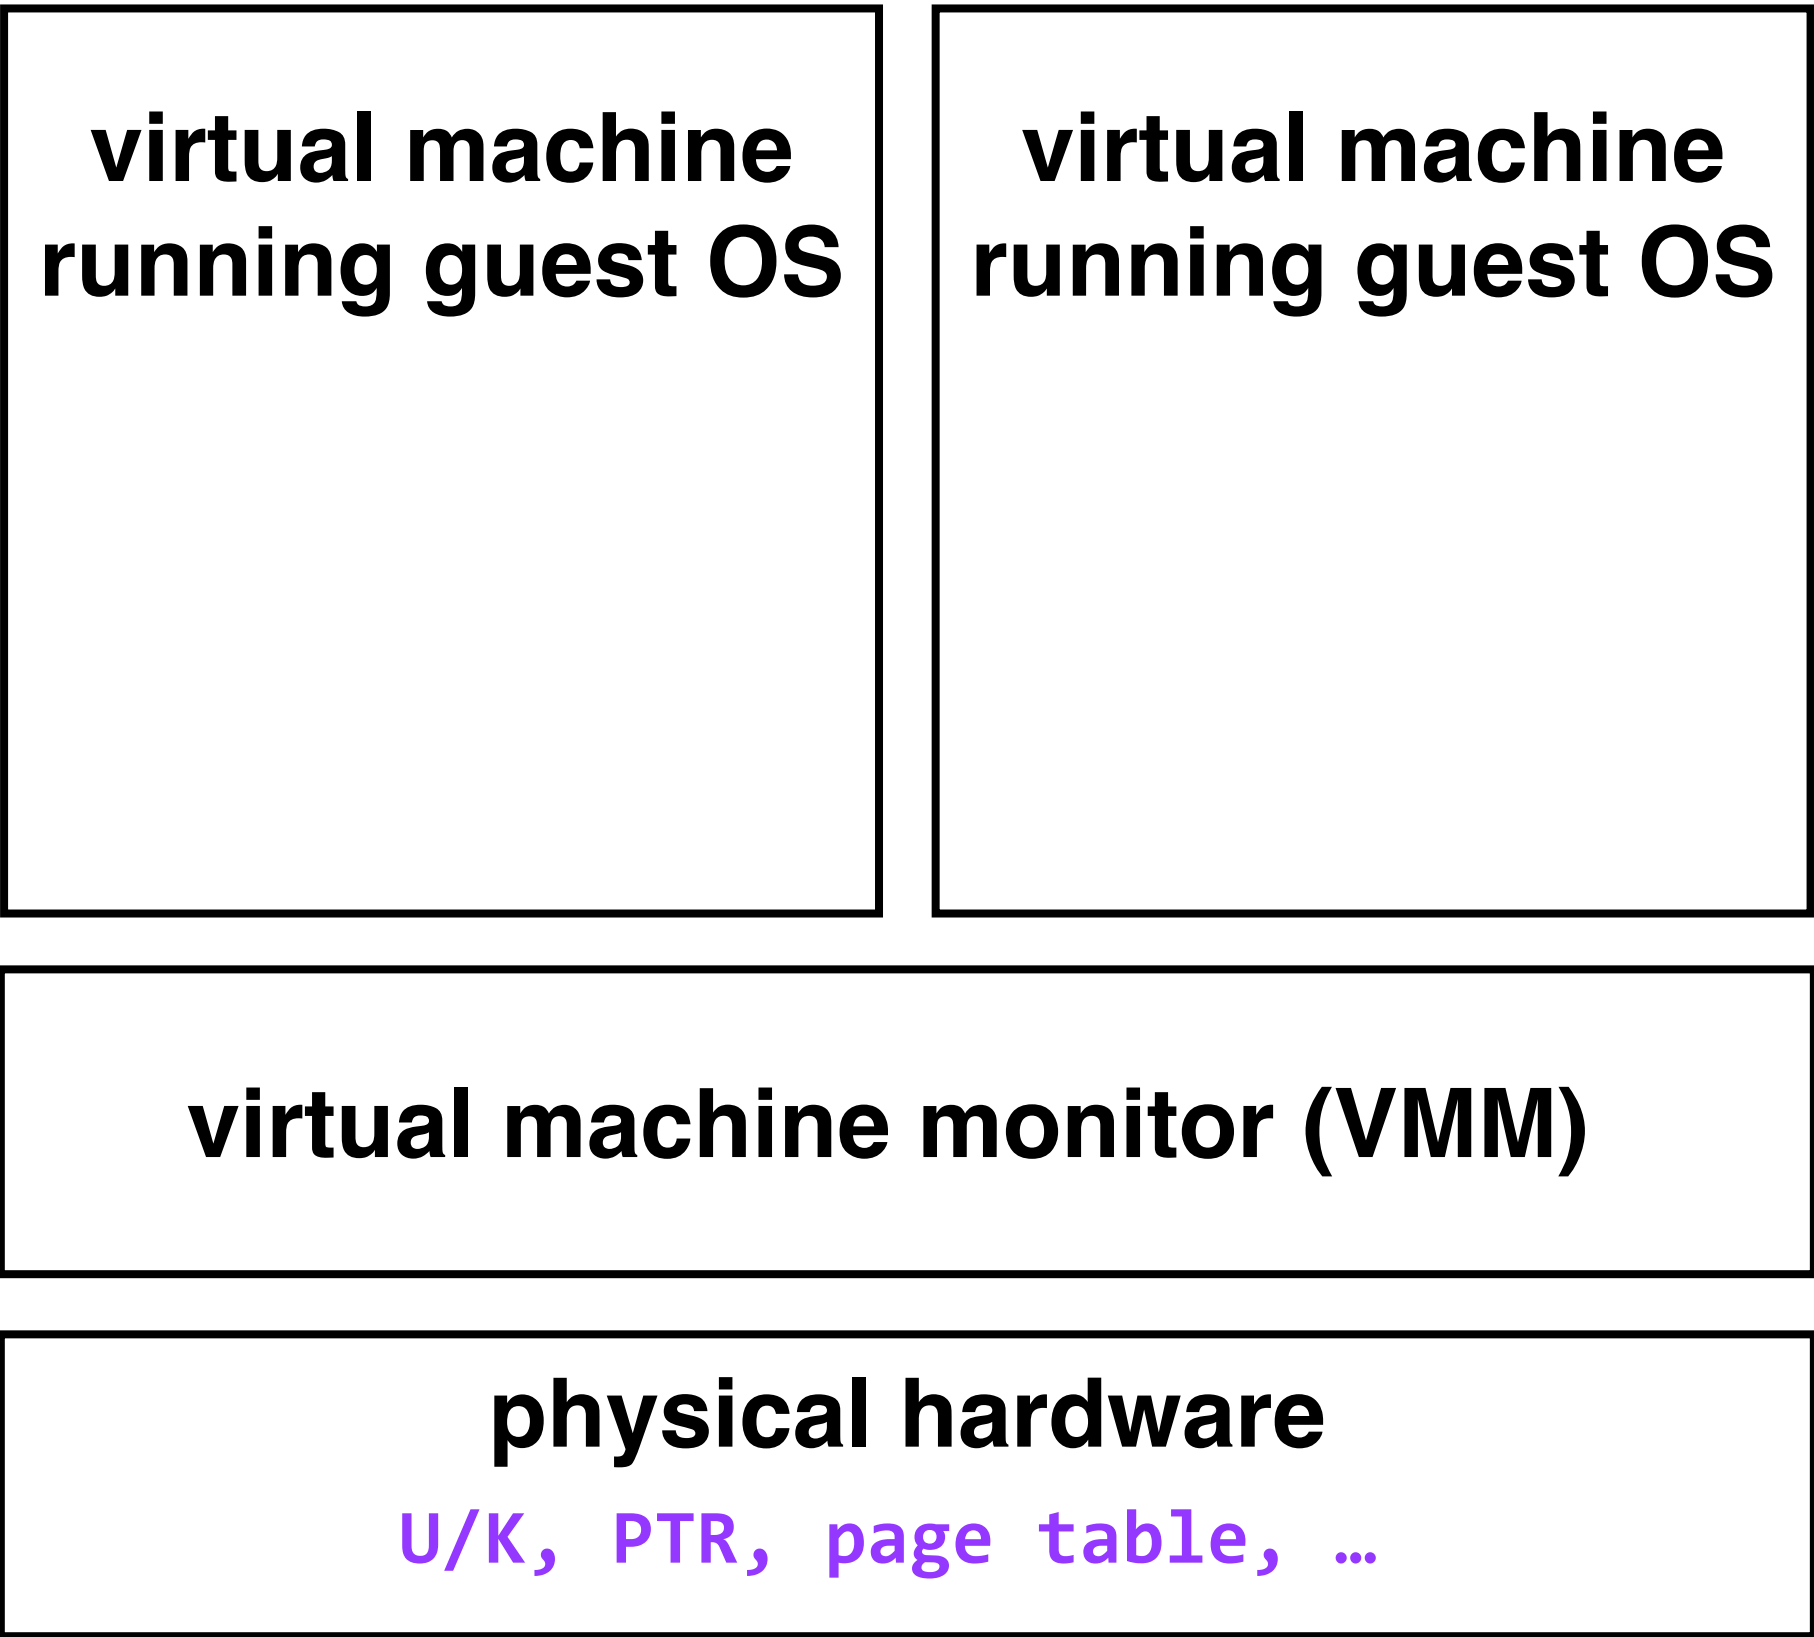 virtual machine
running guest OS
virtual machine
running guest OS
virtual machine monitor (VMM)
physical hardware
U/K, PTR, page table, …